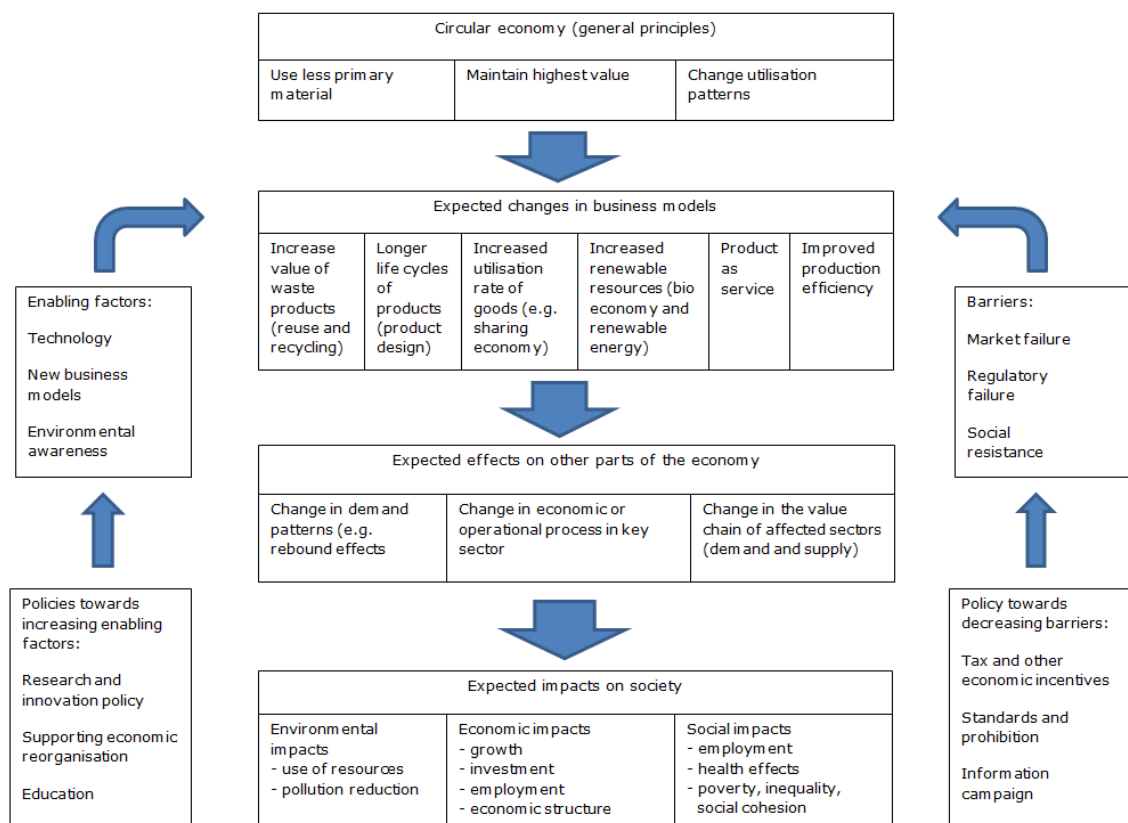 Circular economy (general principles)
Use less primary
material
Maintain highest value
Change utilisation
patterns
Expected changes in business models
Increase
value of
waste
products
(reuse and
recycling)
Longer
life cycles
of
products
(product
design)
Increased
utilisation
rate of
goods (e.g.
sharing
economy)
Increased
renewable
resources (bio
economy and
renewable
energy)
Product
as
service
Improved
production
efficiency
Enabling factors:
Technology
New business
models
Environmental
awareness
Barriers:
Market failure
Regulatory
failure
Social
resistance
Expected effects on other parts of the economy
Change in demand
patterns (e.g.
rebound effects
Change in economic or
operational process in key
sector
Change in the value
chain of affected sectors
(demand and supply)
Policies towards
increasing enabling
factors:
Research and
innovation policy
Supporting economic
reorganisation
Education
Policy towards
decreasing barriers:
Tax and other
economic incentives
Standards and
prohibition
Information
campaign
Expected impacts on society
Environmental
impacts
- use of resources
- pollution reduction
Economic impacts
- growth
- investment
- employment
- economic structure
Social impacts
- employment
- health effects
- poverty, inequality,
social cohesion